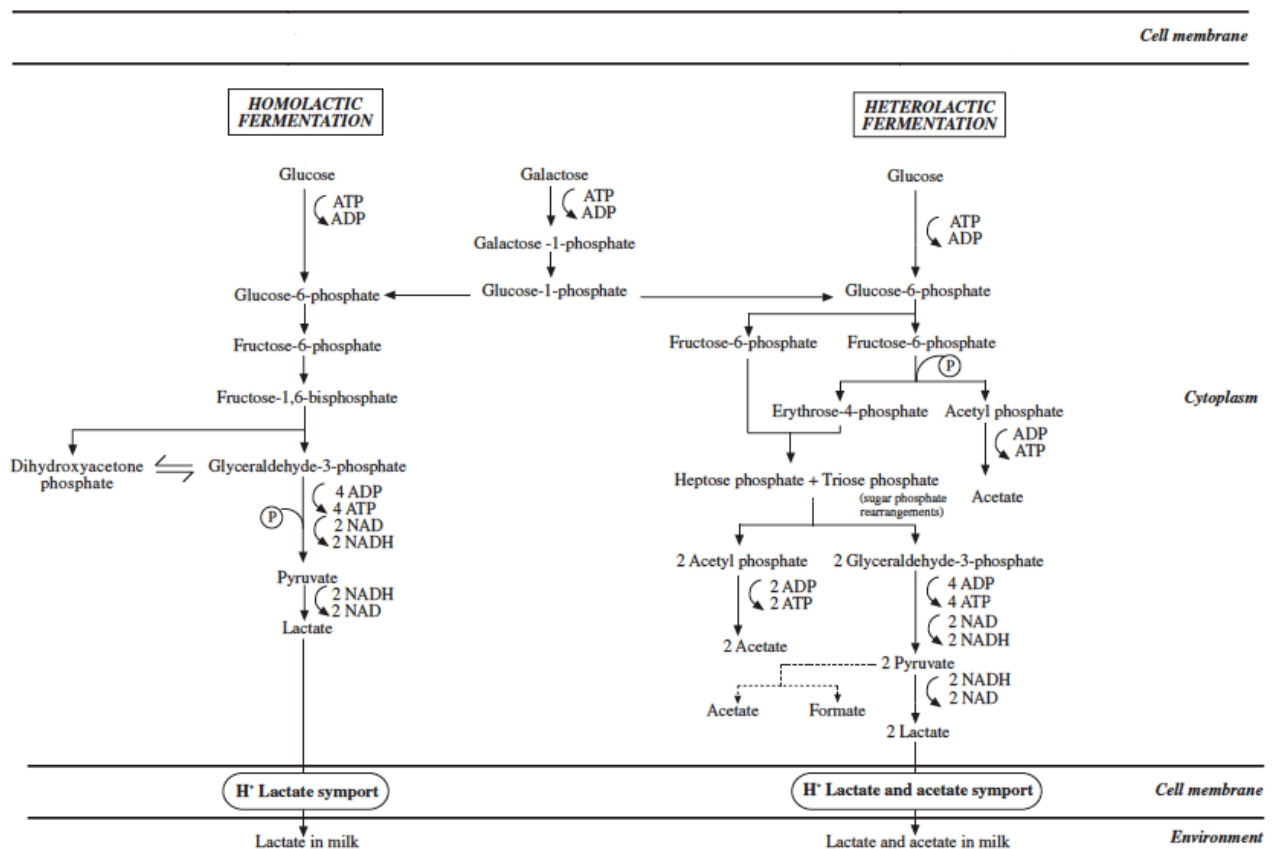 Cell membrane
HOMOLACTIC
FERMENTATION
HETEROLACTIC
FERMENTATION
Glucose
Galactose
Glucose
ATP
ADP
ATP
ADP
ATP
ADP
Galactose -1-phosphate
Glucose-6-phosphate
Glucose-1-phosphate
Glucose-6-phosphate
Fructose-6-phosphate
Fructose-6-phosphate
Fructose-6-phosphate
P
Fructose-1,6-bisphosphate
Cytoplasm
Erythrose-4-phosphate
Acetyl phosphate
ADP
ATP
Dihydroxyacetone
phosphate
Glyceraldehyde-3-phosphate
Heptose phosphate + Triose phosphate
(sugar phosphate
rearrangements)
Acetate
4 ADP
4 ATP
P
2 NAD
2 NADH
2 Acetyl phosphate
2 Glyceraldehyde-3-phosphate
Pyruvate
2 ADP
2 ATP
4 ADP
4 ATP
2 NADH
2 NAD
2 NAD
2 NADH
Lactate
2 Acetate
2 Pyruvate
2 NADH
2 NAD
Acetate
Formate
2 Lactate
H⁺ Lactate symport
H⁺ Lactate and acetate symport
Cell membrane
Lactate in milk
Lactate and acetate in milk
Environment